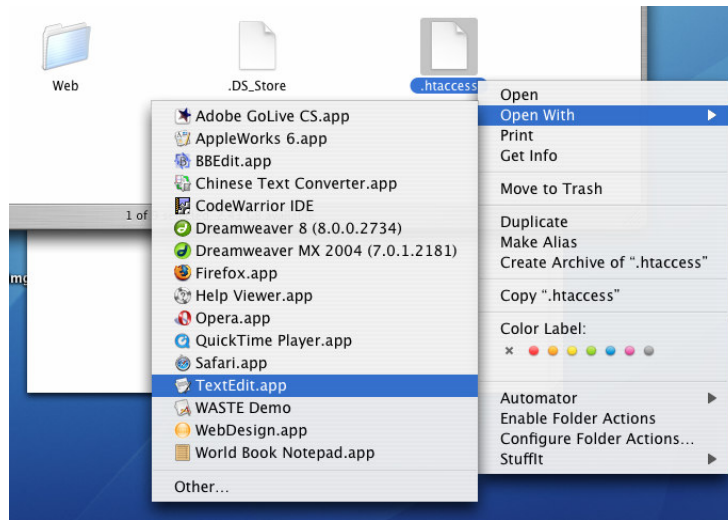 Web
.DS_Store
.htaccess
Open
Open With
Print
Get Info
Move to Trash
Duplicate
Make Alias
Create Archive of “.htaccess”
Copy “.htaccess”
Color Label:
Automator
Enable Folder Actions
Configure Folder Actions...
StuffIt
Adobe GoLive CS.app
AppleWorks 6.app
BBEdit.app
Chinese Text Converter.app
CodeWarrior IDE
Dreamweaver 8 (8.0.0.2734)
Dreamweaver MX 2004 (7.0.1.2181)
Firefox.app
Help Viewer.app
Opera.app
QuickTime Player.app
Safari.app
TextEdit.app
WASTE Demo
WebDesign.app
World Book Notepad.app
Other...
1 of